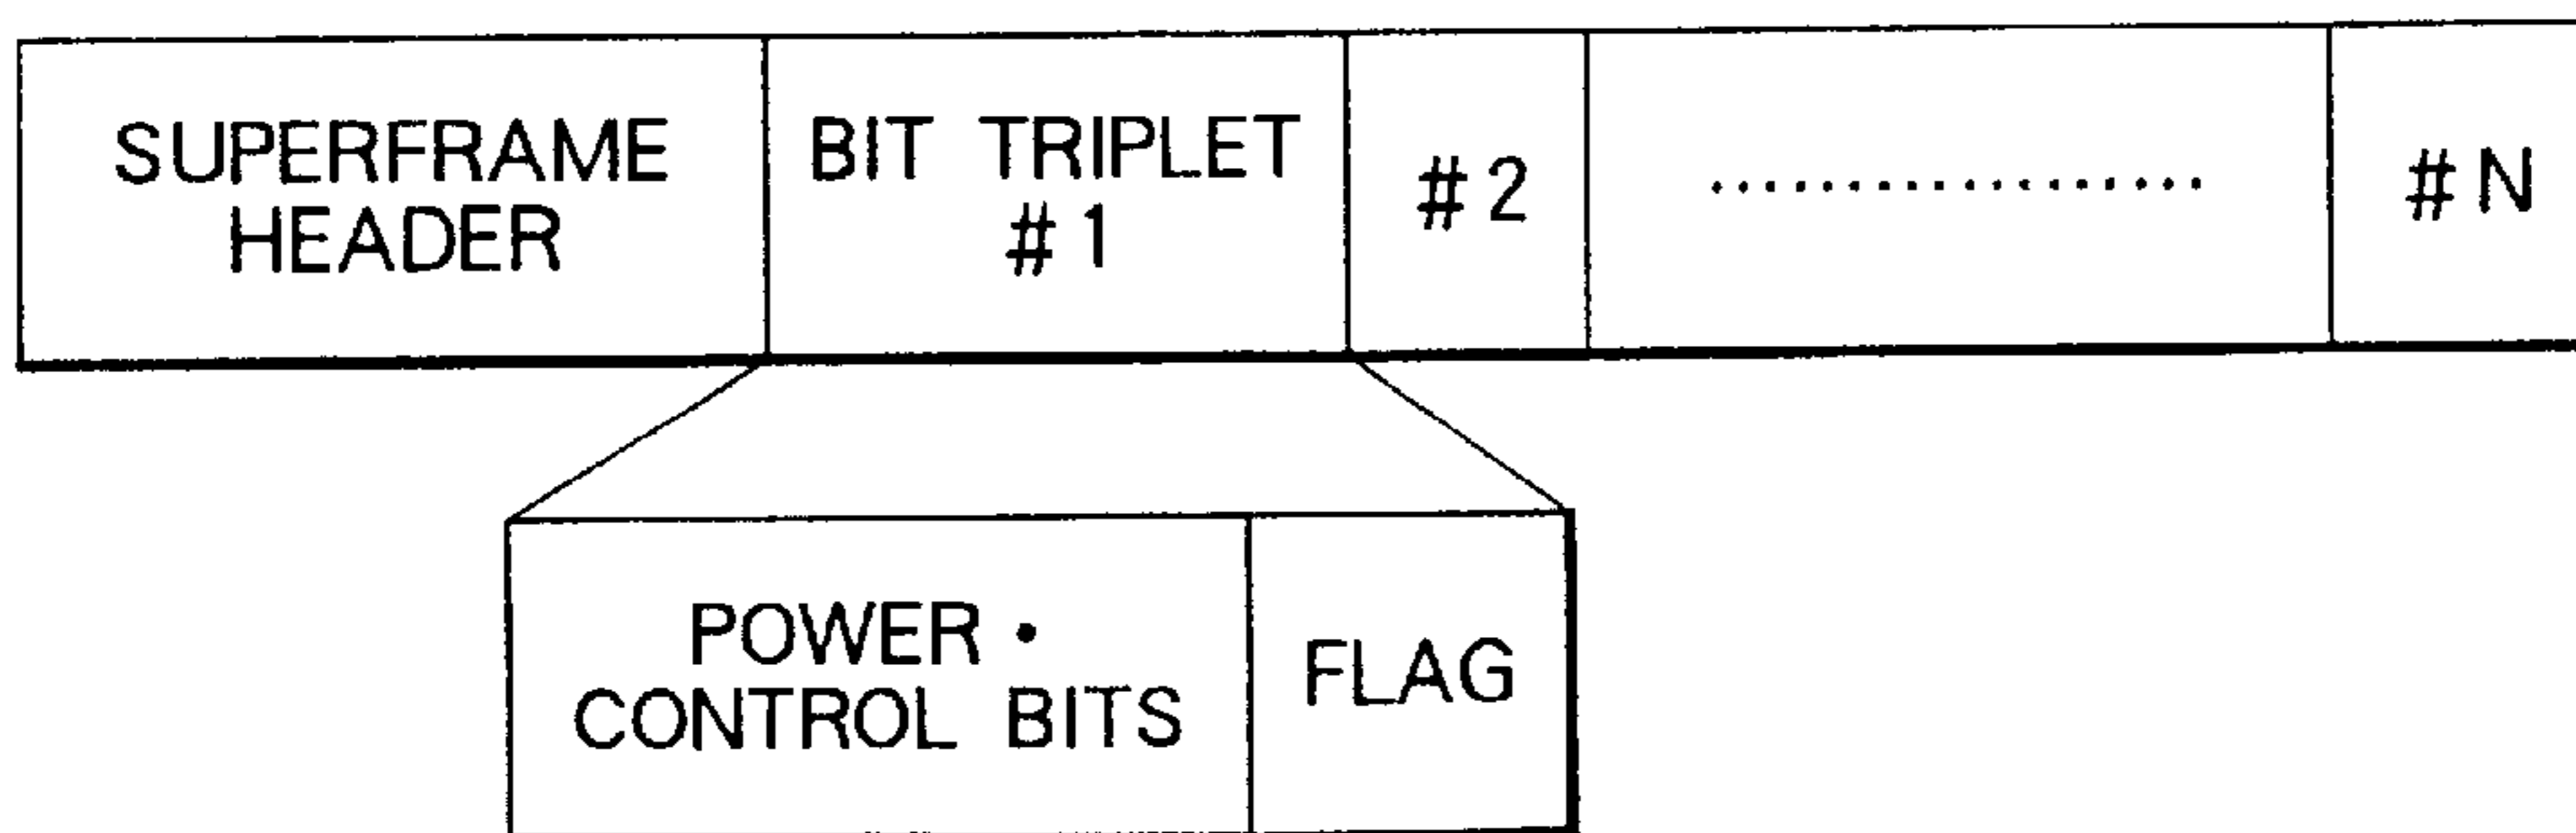 SUPERFRAME
HEADER
BIT TRIPLET
#1
#2
..................
#N
POWER •
CONTROL BITS
FLAG